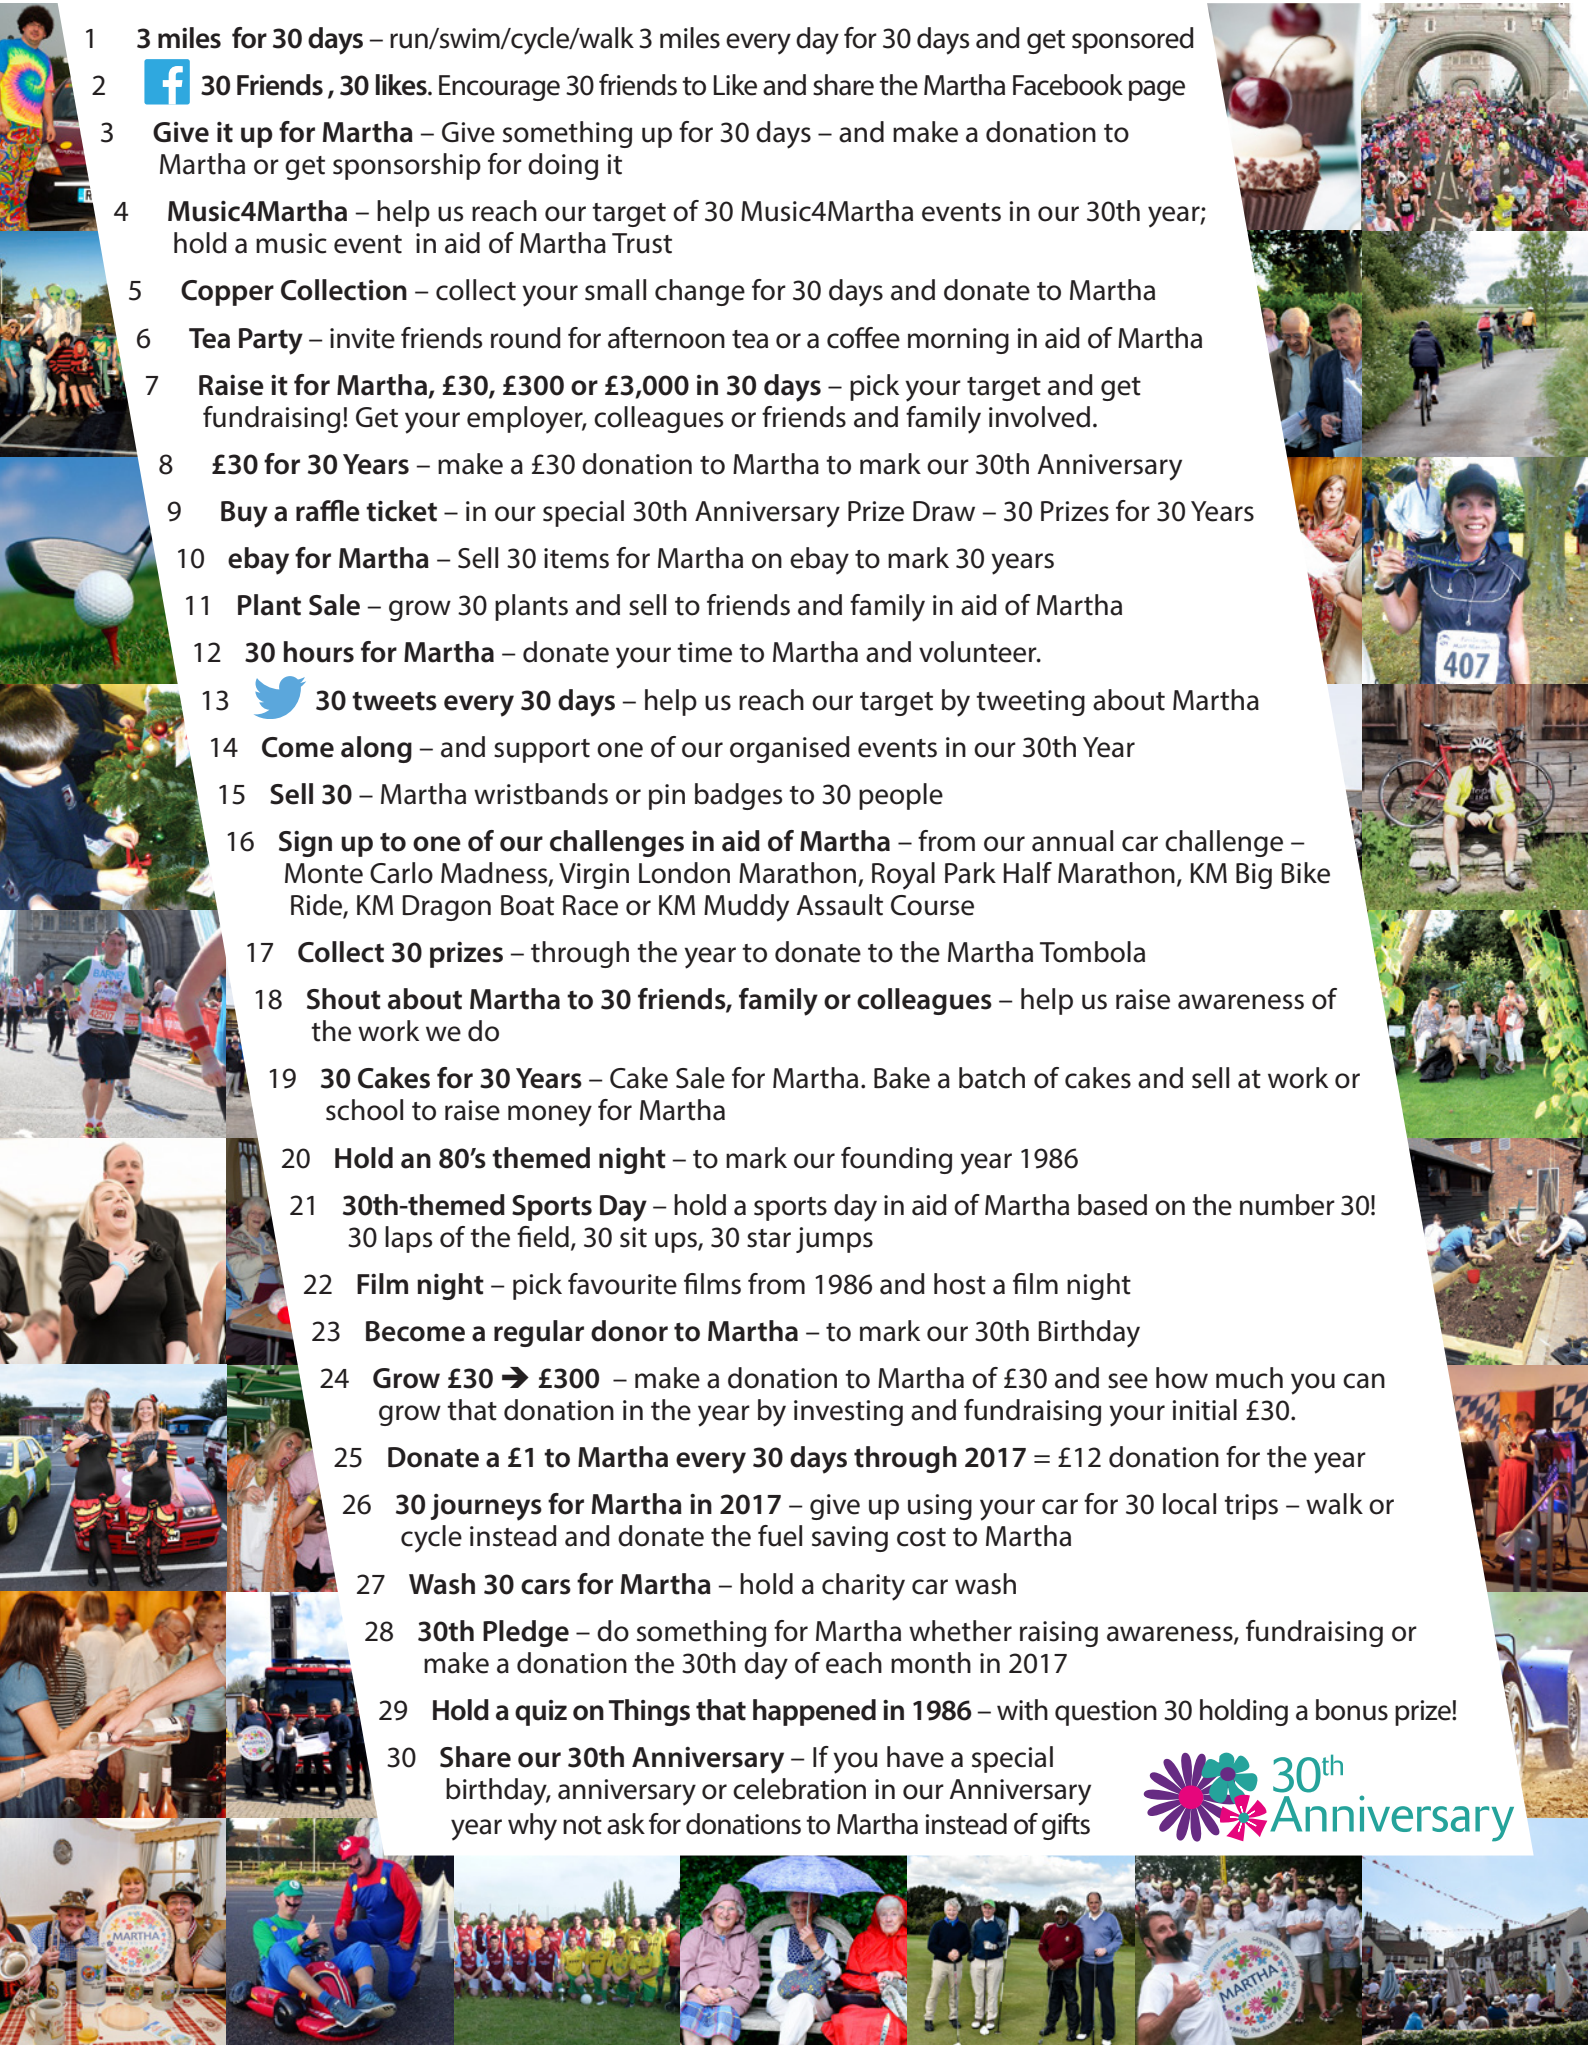 1 3 miles for 30 days – run/swim/cycle/walk 3 miles every day for 30 days and get sponsored
2 30 Friends , 30 likes. Encourage 30 friends to Like and share the Martha Facebook page
3 Give it up for Martha – Give something up for 30 days – and make a donation to
Martha or get sponsorship for doing it
4 Music4Martha – help us reach our target of 30 Music4Martha events in our 30th year;
hold a music event in aid of Martha Trust
5 Copper Collection – collect your small change for 30 days and donate to Martha
6 Tea Party – invite friends round for afternoon tea or a coffee morning in aid of Martha
7 Raise it for Martha, £30, £300 or £3,000 in 30 days – pick your target and get
fundraising! Get your employer, colleagues or friends and family involved.
8 £30 for 30 Years – make a £30 donation to Martha to mark our 30th Anniversary
9 Buy a raffle ticket – in our special 30th Anniversary Prize Draw – 30 Prizes for 30 Years
10 ebay for Martha – Sell 30 items for Martha on ebay to mark 30 years
11 Plant Sale – grow 30 plants and sell to friends and family in aid of Martha
12 30 hours for Martha – donate your time to Martha and volunteer.
407
13 30 tweets every 30 days – help us reach our target by tweeting about Martha
14 Come along – and support one of our organised events in our 30th Year
15 Sell 30 – Martha wristbands or pin badges to 30 people
16 Sign up to one of our challenges in aid of Martha – from our annual car challenge –
Monte Carlo Madness, Virgin London Marathon, Royal Park Half Marathon, KM Big Bike
Ride, KM Dragon Boat Race or KM Muddy Assault Course
17 Collect 30 prizes – through the year to donate to the Martha Tombola
18 Shout about Martha to 30 friends, family or colleagues – help us raise awareness of
the work we do
19 30 Cakes for 30 Years – Cake Sale for Martha. Bake a batch of cakes and sell at work or
school to raise money for Martha
20 Hold an 80's themed night – to mark our founding year 1986
21 30th-themed Sports Day – hold a sports day in aid of Martha based on the number 30!
30 laps of the field, 30 sit ups, 30 star jumps
22 Film night – pick favourite films from 1986 and host a film night
23 Become a regular donor to Martha – to mark our 30th Birthday
24 Grow £30 ➔ £300 – make a donation to Martha of £30 and see how much you can
grow that donation in the year by investing and fundraising your initial £30.
25 Donate a £1 to Martha every 30 days through 2017 = £12 donation for the year
26 30 journeys for Martha in 2017 – give up using your car for 30 local trips – walk or
cycle instead and donate the fuel saving cost to Martha
27 Wash 30 cars for Martha – hold a charity car wash
28 30th Pledge – do something for Martha whether raising awareness, fundraising or
make a donation the 30th day of each month in 2017
29 Hold a quiz on Things that happened in 1986 – with question 30 holding a bonus prize!
30 Share our 30th Anniversary – If you have a special
birthday, anniversary or celebration in our Anniversary
year why not ask for donations to Martha instead of gifts
30th
Anniversary
MARTHA
MARTHA